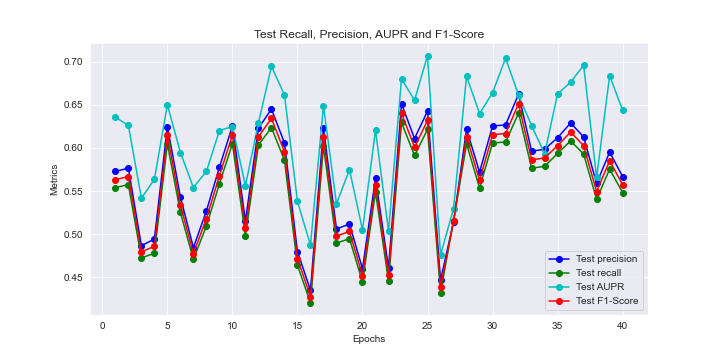 Test Recall, Precision, AUPR and F1-Score
Metrics
0.70
0.65
0.60
0.55
0.50
0.45
0 5 10 15 20 25 30 35 40
Epochs
Test precision
Test recall
Test AUPR
Test F1-Score